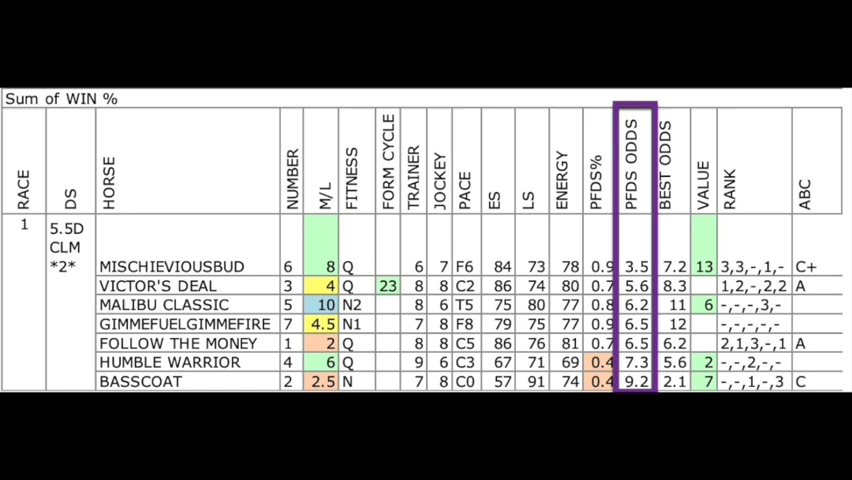 Sum of WIN %
RACE DS HORSE NUMBER M/L FITNESS FORM CYCLE TRAINER JOCKEY PACE ES LS ENERGY PFDS% PFDS ODDS BEST ODDS VALUE RANK ABC
1 5.5D
CLM
*2* MISCHIEVIOUSBUD 6 8 Q 6 7 F6 84 73 78 0.9 3.5 7.2 13 3,3,-,1,- C+
VICTOR'S DEAL 3 4 Q 23 8 8 C2 86 74 80 0.7 5.6 8.3 1,2,-,2,2 A
MALIBU CLASSIC 5 10 N2 8 6 T5 75 80 77 0.8 6.2 11 6 -,-,-,3,-
GIMMEFUELGIMMEFIRE 7 4.5 N1 7 8 F8 79 75 77 0.9 6.5 12 -,-,-,-,-
FOLLOW THE MONEY 1 2 Q 8 8 C5 86 76 81 0.7 6.5 6.2 2,1,3,-,1 A
HUMBLE WARRIOR 4 6 Q 9 6 C3 67 71 69 0.4 7.3 5.6 2 -,-,2,-,-
BASSCOAT 2 2.5 N 7 8 C0 57 91 74 0.4 9.2 2.1 7 -,-,1,-,3 C